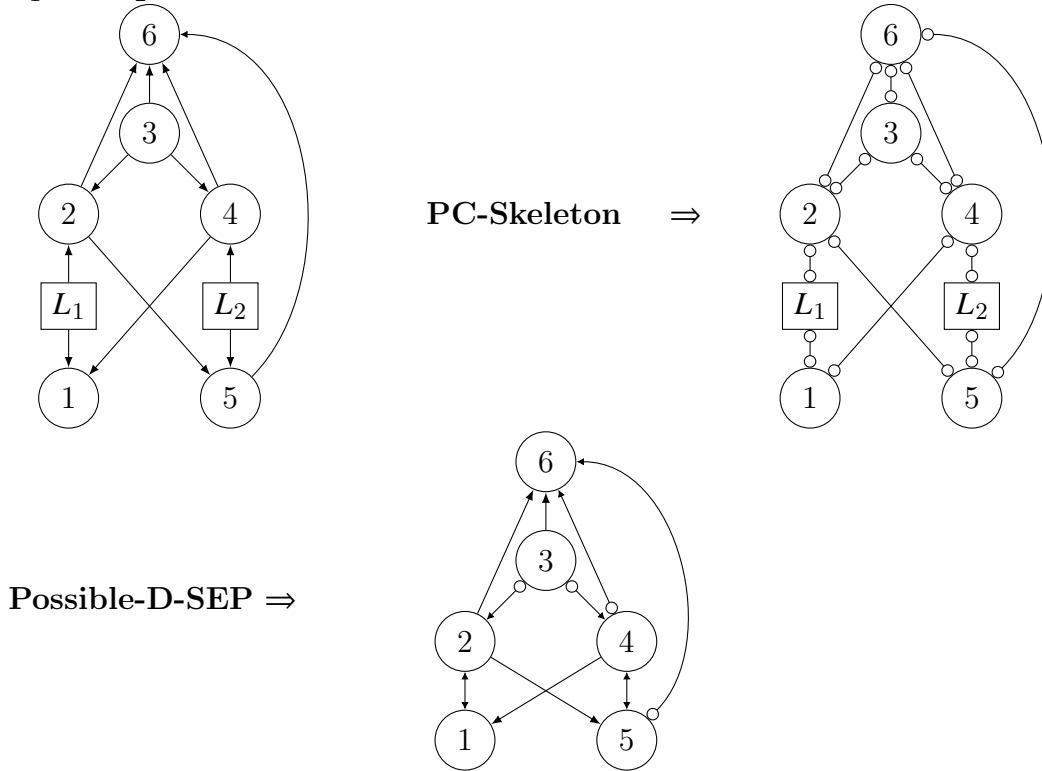 6 6
3 3
2 4 PC-Skeleton ⇒ 2 4
L₁ L₂ L₁ L₂
1 5 1 5
6
3
Possible-D-SEP ⇒
2 4
1 5